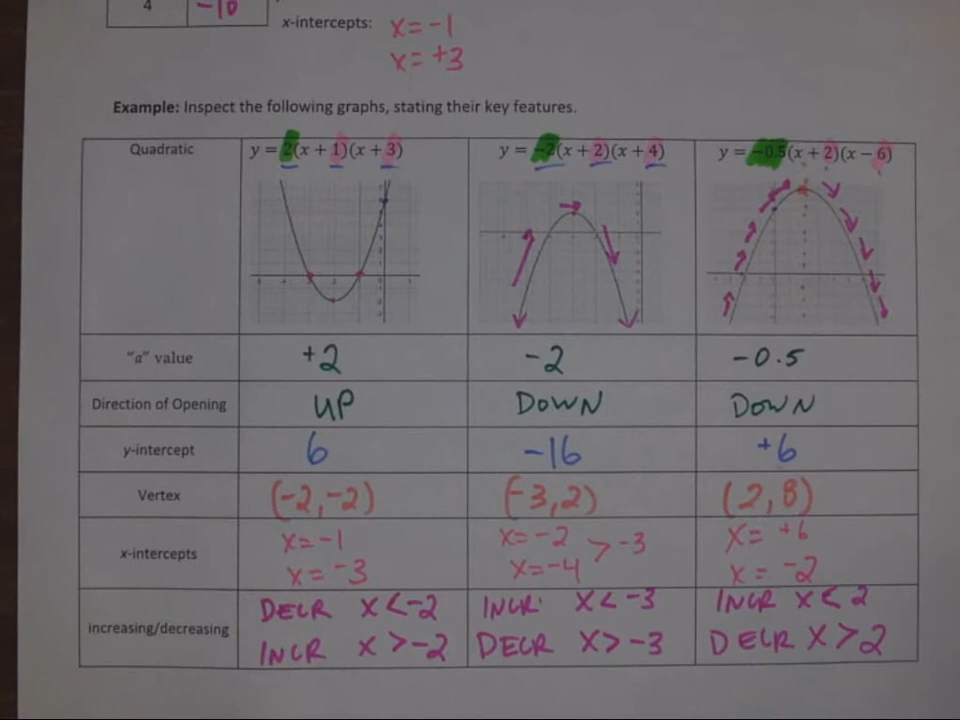 4 -10
x-intercepts: x=-1
x=+3
Example: Inspect the following graphs, stating their key features.
Quadratic y = 2(x + 1)(x + 3) y = -2(x + 2)(x + 4) y = -0.5(x + 2)(x - 6)
"a" value +2 -2 -0.5
Direction of Opening UP DOWN DOWN
y-intercept 6 -16 +6
Vertex (-2,-2) (-3,2) (2,8)
x-intercepts x=-1 x=-2 > -3 x= +6
x=-3 x=-4 x= -2
increasing/decreasing DECR x<-2 INCR x<-3 INCR x<2
INCR x>-2 DECR x>-3 DECR x>2